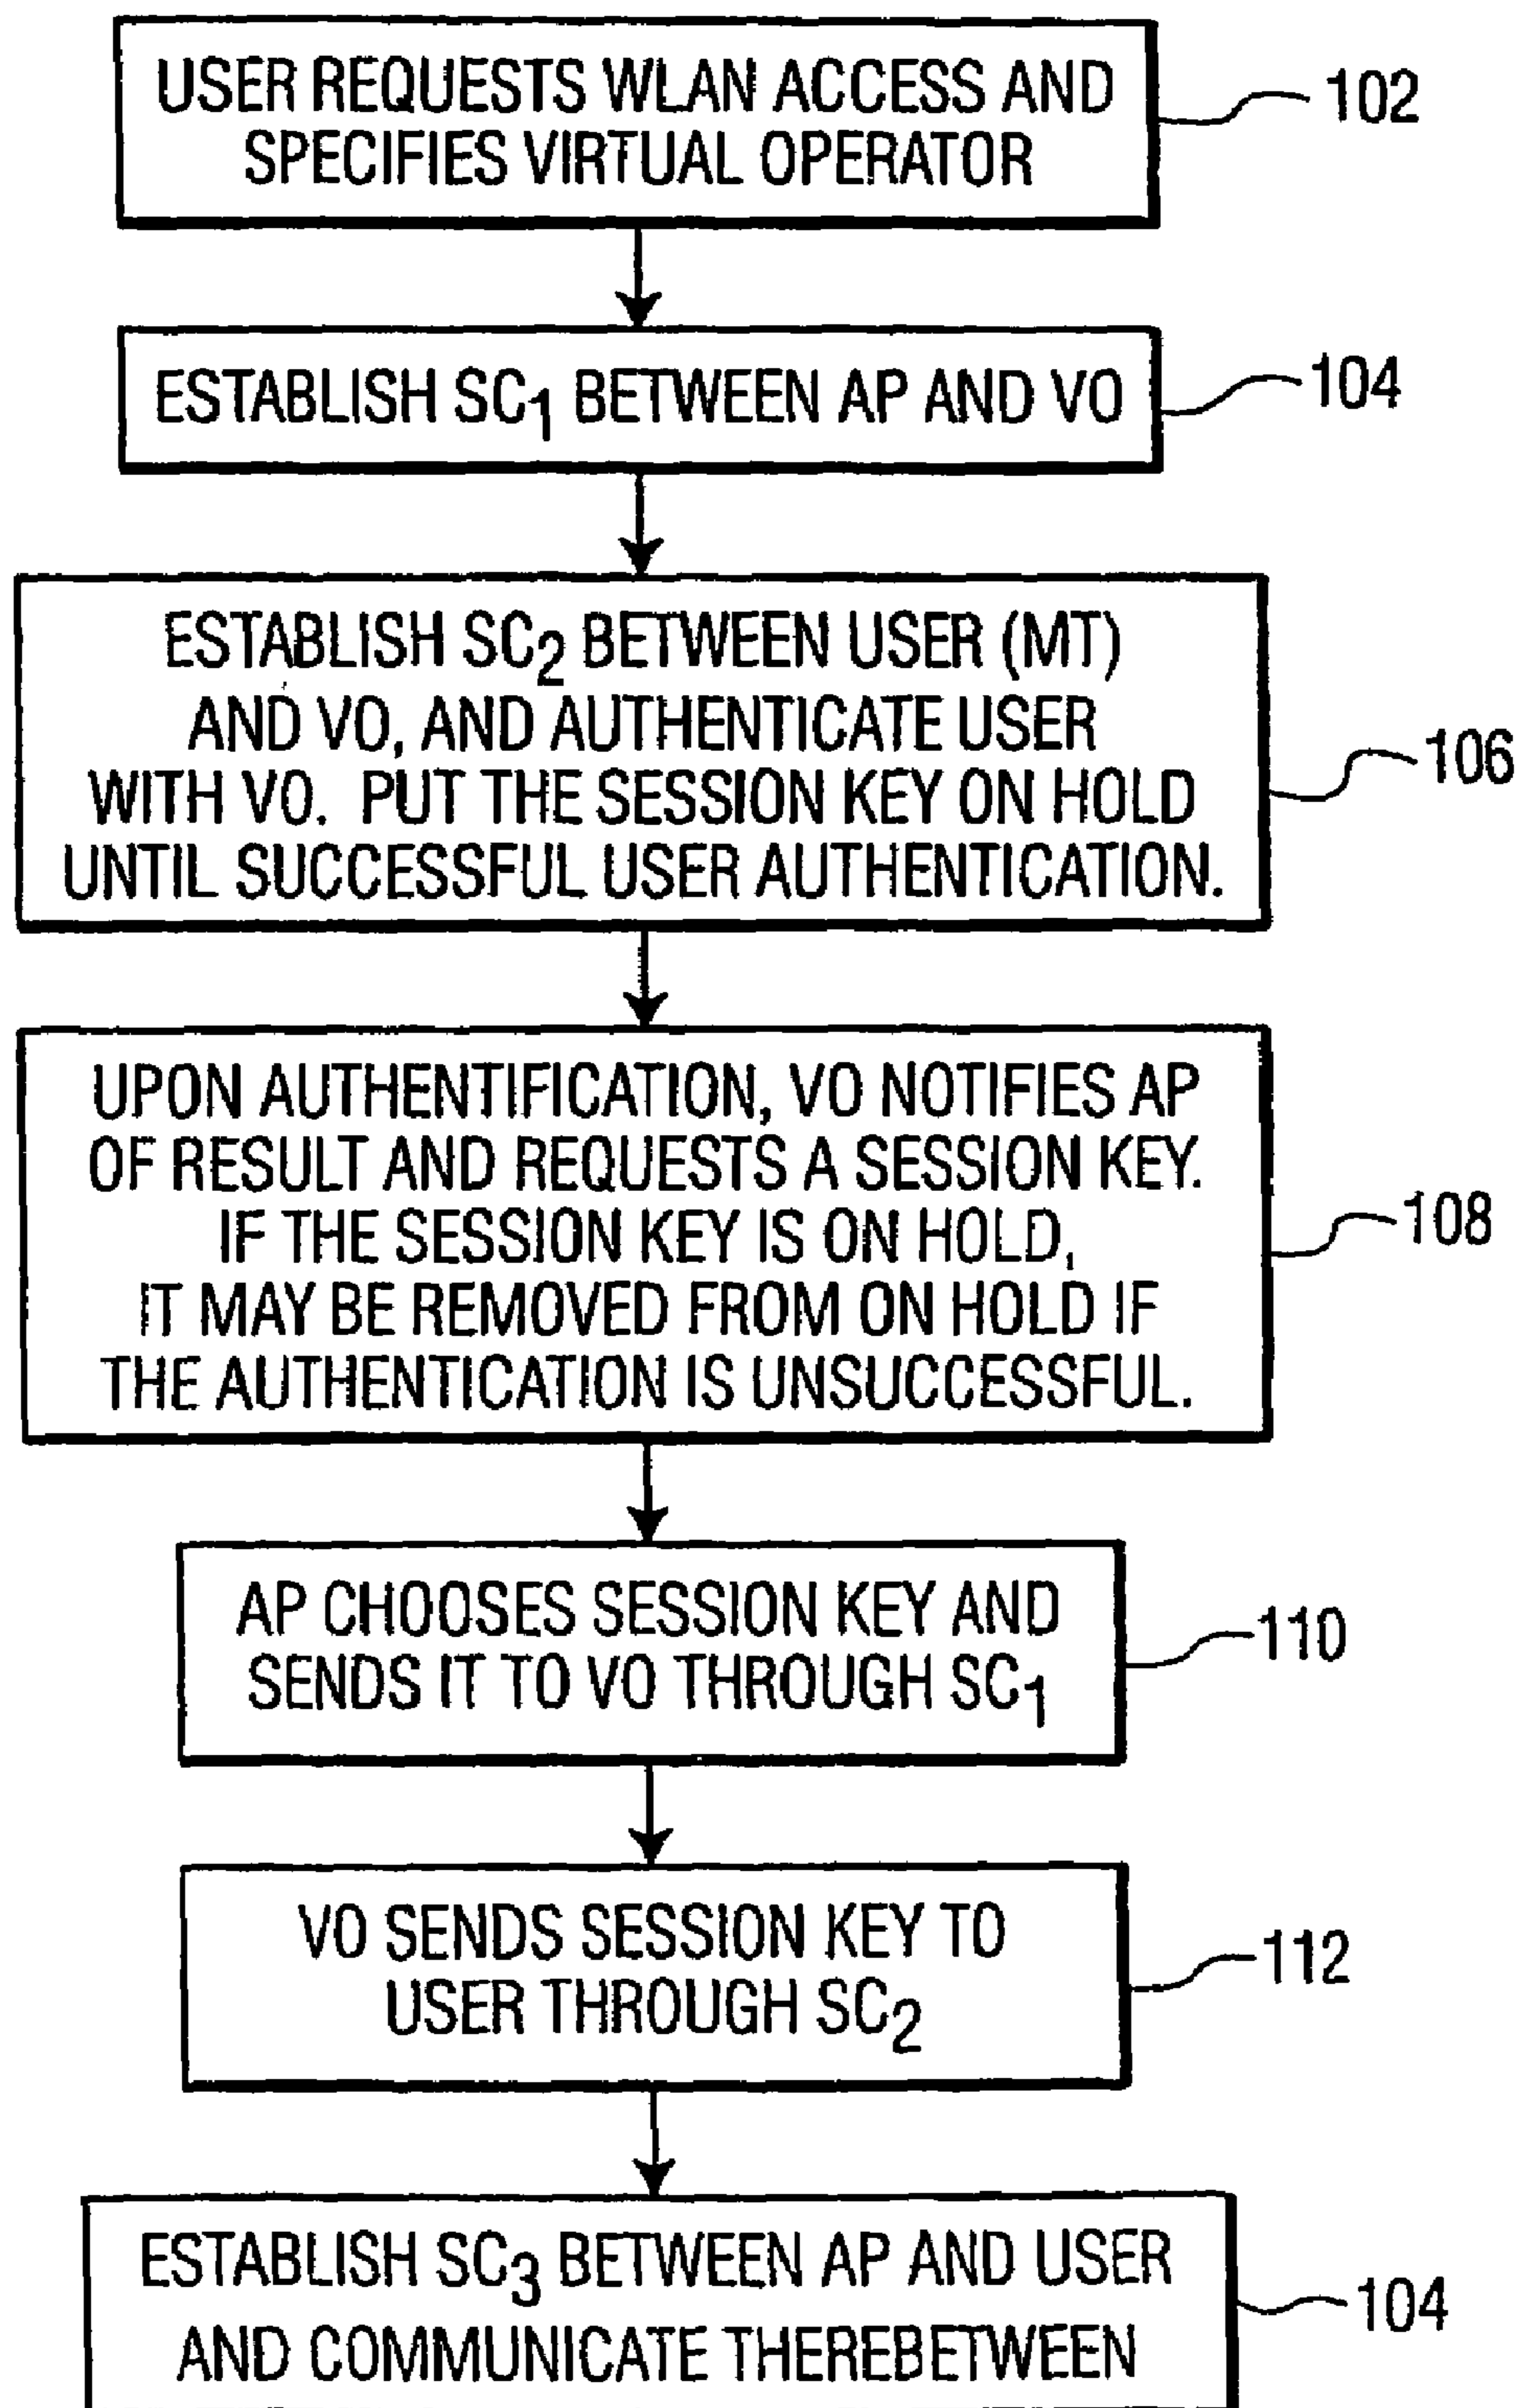 USER REQUESTS WLAN ACCESS AND
SPECIFIES VIRTUAL OPERATOR
102
ESTABLISH SC1 BETWEEN AP AND VO
104
ESTABLISH SC2 BETWEEN USER (MT)
AND VO, AND AUTHENTICATE USER
WITH VO. PUT THE SESSION KEY ON HOLD
UNTIL SUCCESSFUL USER AUTHENTICATION.
106
UPON AUTHENTIFICATION, VO NOTIFIES AP
OF RESULT AND REQUESTS A SESSION KEY.
IF THE SESSION KEY IS ON HOLD,
IT MAY BE REMOVED FROM ON HOLD IF
THE AUTHENTICATION IS UNSUCCESSFUL.
108
AP CHOOSES SESSION KEY AND
SENDS IT TO VO THROUGH SC1
110
VO SENDS SESSION KEY TO
USER THROUGH SC2
112
ESTABLISH SC3 BETWEEN AP AND USER
AND COMMUNICATE THEREBETWEEN
104